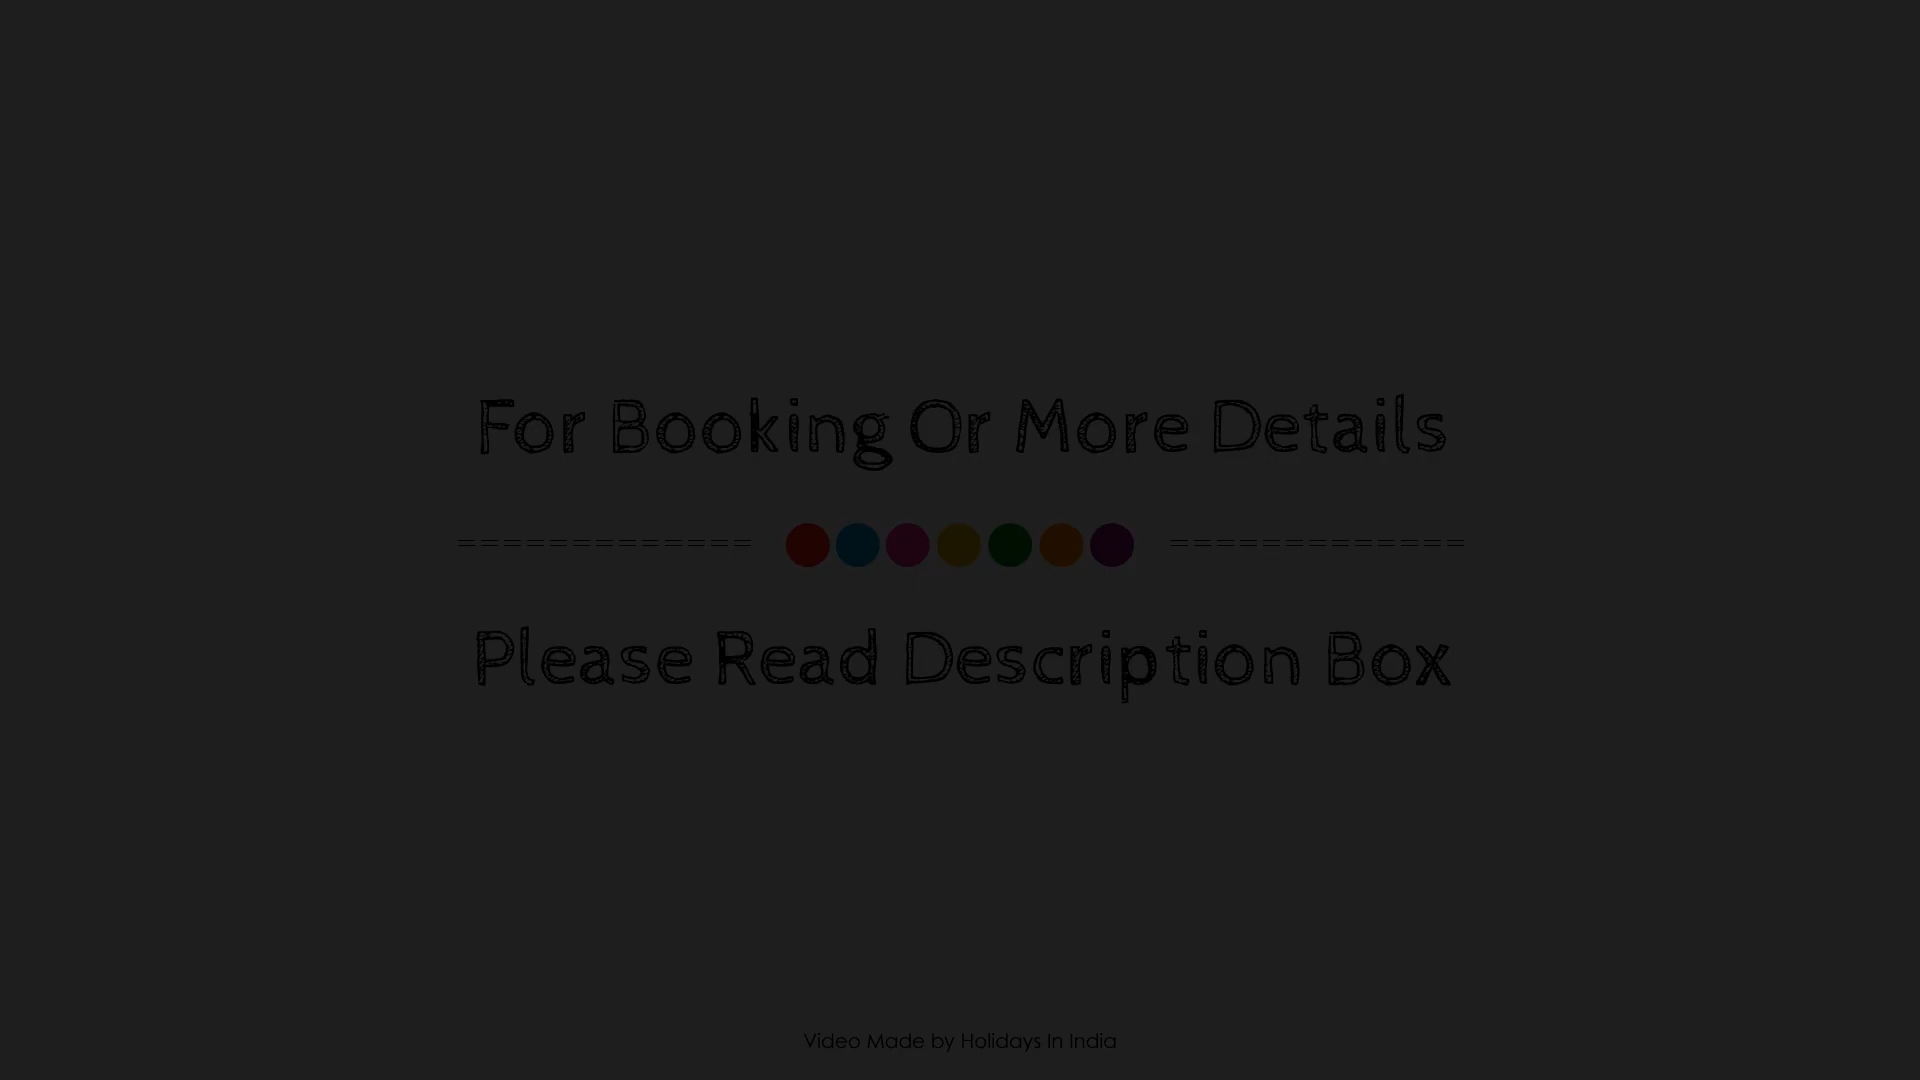 For Booking Or More Details
============= =============
Please Read Description Box
Video Made by Holidays In India